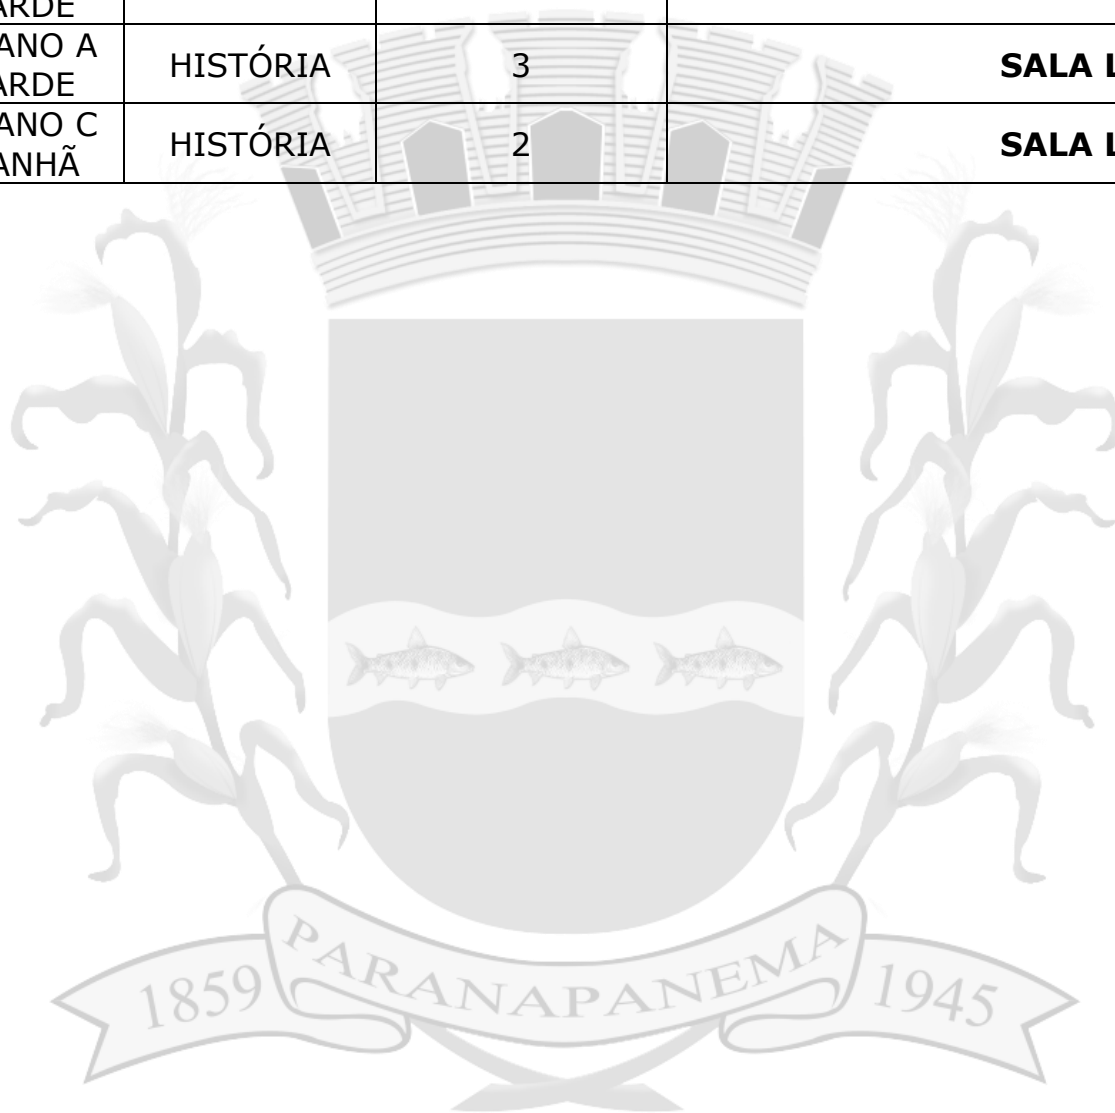 ARDE
ANO A
ARDE
HISTÓRIA
3
SALA L
ANO C
ANHÃ
HISTÓRIA
2
SALA L
1859
PARANAPANEMA
1945